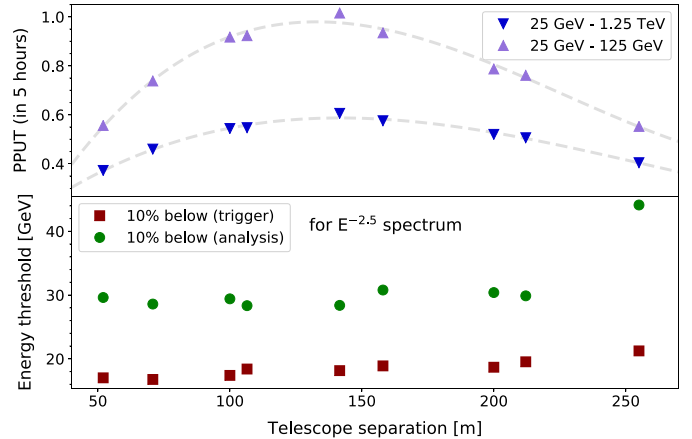 1.0
0.8
0.6
0.4
PPUT (in 5 hours)
25 GeV - 1.25 TeV
25 GeV - 125 GeV
40
30
20
Energy threshold [GeV]
10% below (trigger)
10% below (analysis)
for E⁻²·⁵ spectrum
50 100 150 200 250
Telescope separation [m]